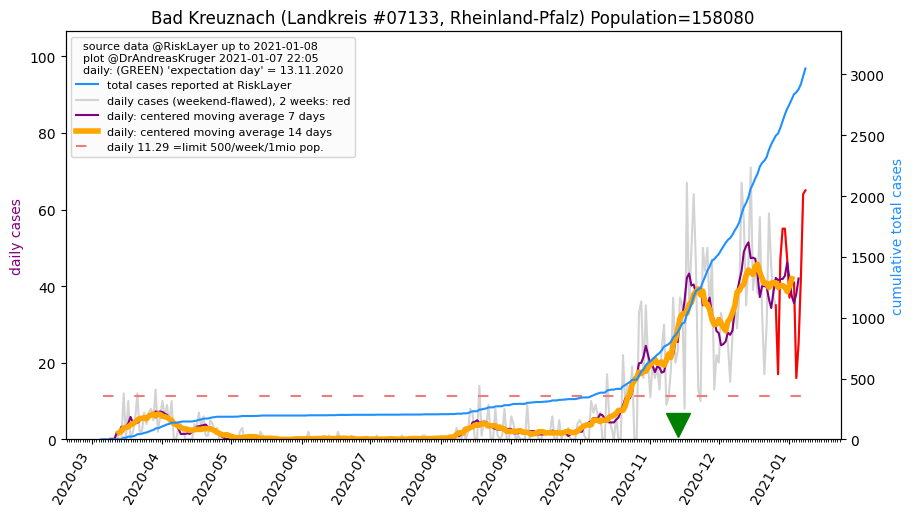 Bad Kreuznach (Landkreis #07133, Rheinland-Pfalz) Population=158080
source data @RiskLayer up to 2021-01-08
plot @DrAndreasKruger 2021-01-07 22:05
daily: (GREEN) 'expectation day' = 13.11.2020
total cases reported at RiskLayer
daily cases (weekend-flawed), 2 weeks: red
daily: centered moving average 7 days
daily: centered moving average 14 days
daily 11.29 =limit 500/week/1mio pop.
daily cases
100
80
60
40
20
0
cumulative total cases
3000
2500
2000
1500
1000
500
0
2020-03
2020-04
2020-05
2020-06
2020-07
2020-08
2020-09
2020-10
2020-11
2020-12
2021-01